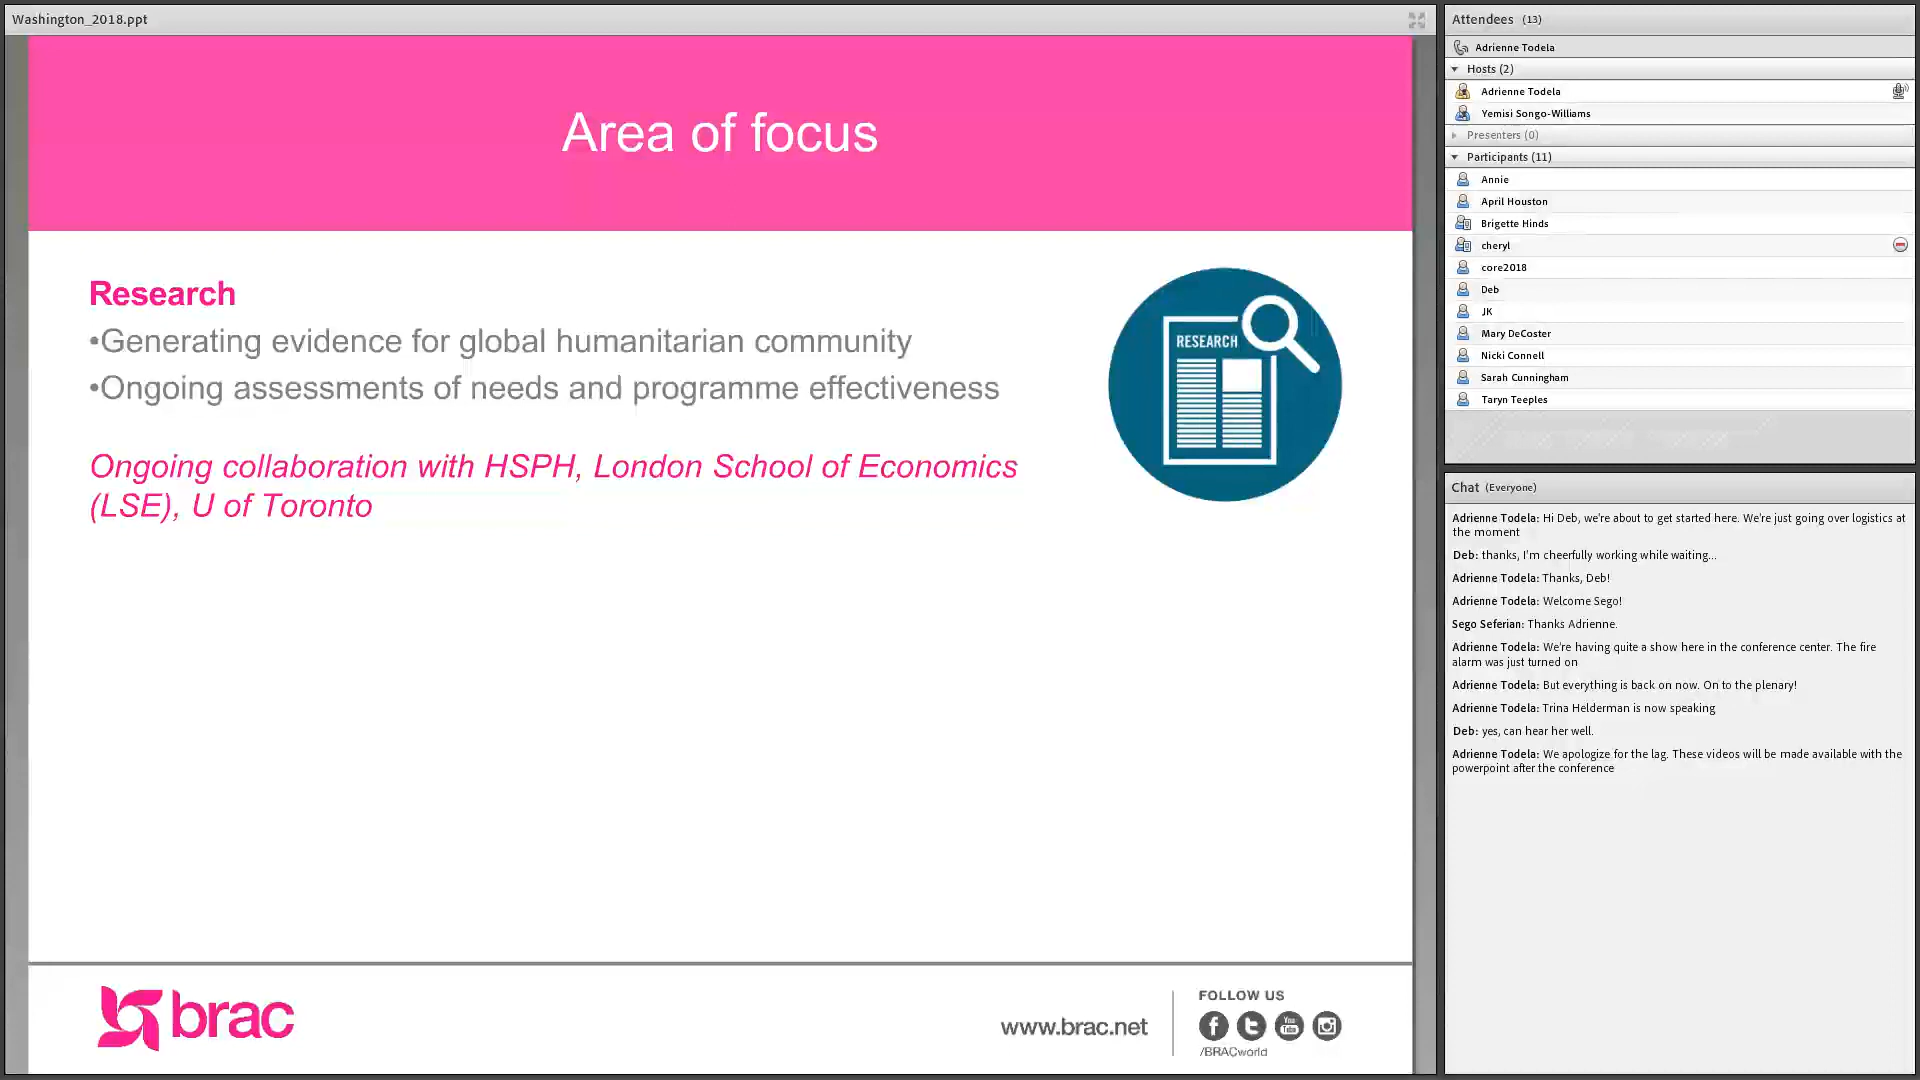 Washington_2018.ppt
Area of focus
Research
•Generating evidence for global humanitarian community
•Ongoing assessments of needs and programme effectiveness
Ongoing collaboration with HSPH, London School of Economics
(LSE), U of Toronto
RESEARCH
brac
www.brac.net
FOLLOW US
You
Tube
/BRACworld
Attendees (13)
Adrienne Todela
Hosts (2)
Adrienne Todela
Yemisi Songo-Williams
Presenters (0)
Participants (11)
Annie
April Houston
Brigette Hinds
cheryl
core2018
Deb
JK
Mary DeCoster
Nicki Connell
Sarah Cunningham
Taryn Teeples
Chat (Everyone)
Adrienne Todela: Hi Deb, we're about to get started here. We're just going over logistics at
the moment
Deb: thanks, I'm cheerfully working while waiting...
Adrienne Todela: Thanks, Deb!
Adrienne Todela: Welcome Sego!
Sego Seferian: Thanks Adrienne.
Adrienne Todela: We're having quite a show here in the conference center. The fire
alarm was just turned on
Adrienne Todela: But everything is back on now. On to the plenary!
Adrienne Todela: Trina Helderman is now speaking
Deb: yes, can hear her well.
Adrienne Todela: We apologize for the lag. These videos will be made available with the
powerpoint after the conference